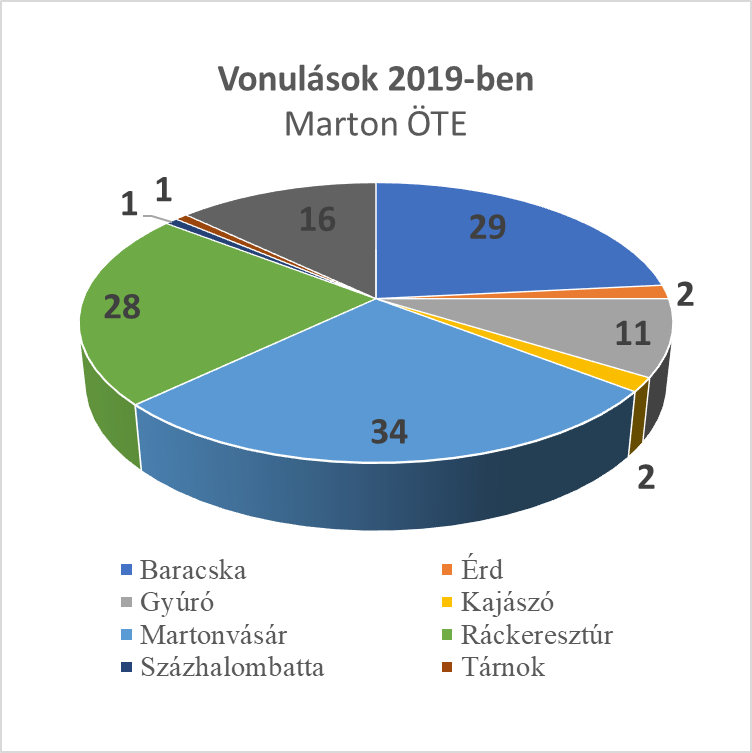 Vonulások 2019-ben
Marton ÖTE
1
1
16
29
2
28
11
34
2
Baracska
Érd
Gyúró
Kajászó
Martonvásár
Ráckeresztúr
Százhalombatta
Tárnok